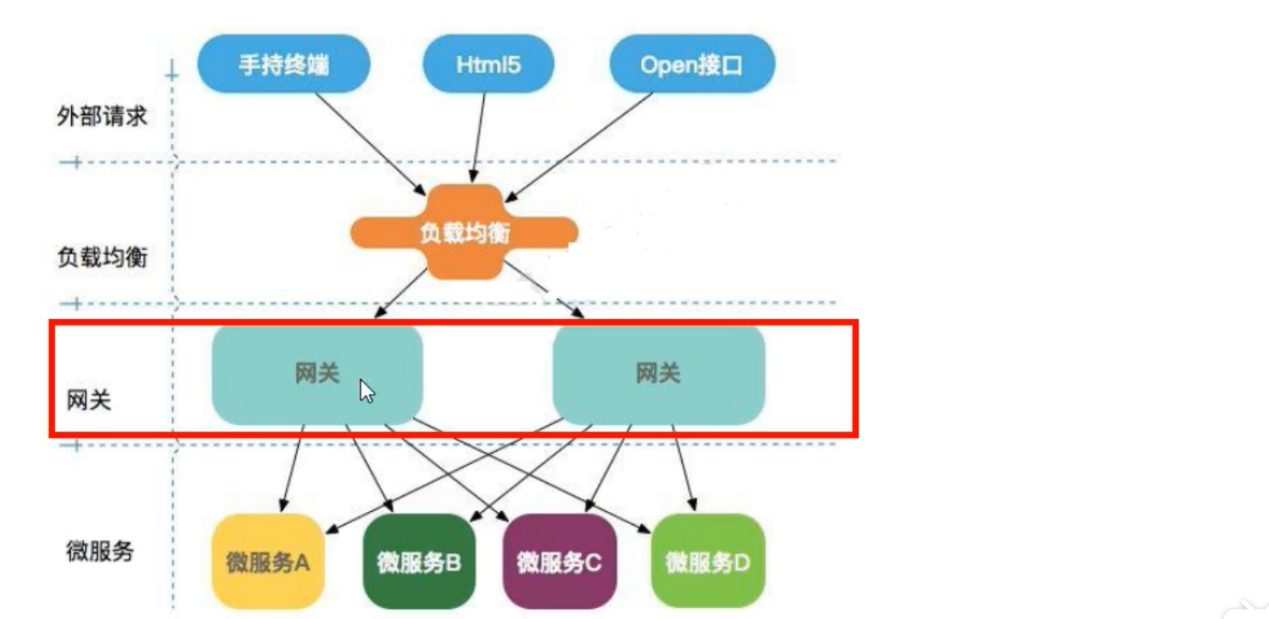 手持终端
Html5
Open接口
外部请求
负载均衡
负载均衡
网关
网关
网关
微服务
微服务A
微服务B
微服务C
微服务D